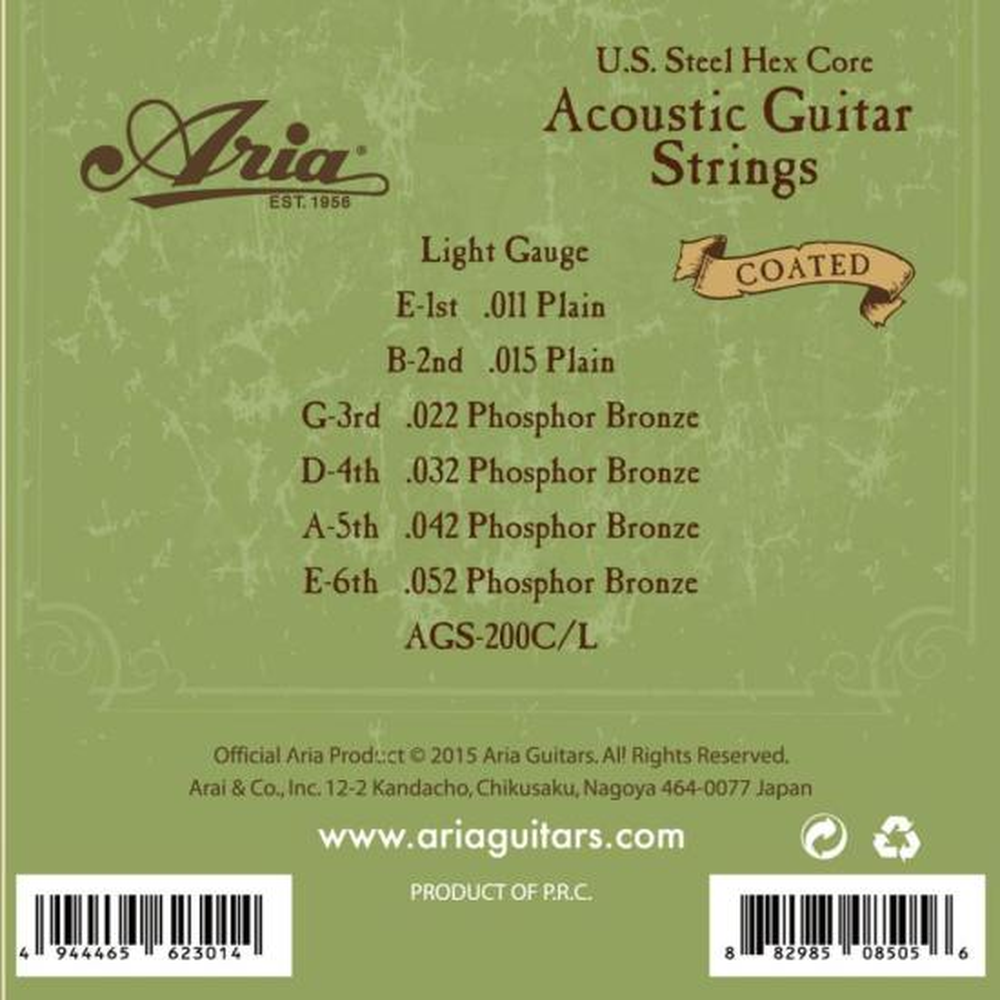 U.S. Steel Hex Core
Acoustic Guitar
Strings
Aria®
EST. 1956
COATED
Light Gauge
E-1st .011 Plain
B-2nd .015 Plain
G-3rd .022 Phosphor Bronze
D-4th .032 Phosphor Bronze
A-5th .042 Phosphor Bronze
E-6th .052 Phosphor Bronze
AGS-200C/L
Official Aria Product © 2015 Aria Guitars. All Rights Reserved.
Arai & Co., Inc. 12-2 Kandacho, Chikusaku, Nagoya 464-0077 Japan
www.ariaguitars.com
PRODUCT OF P.R.C.
4 944465 623014
8 82985 08505 6